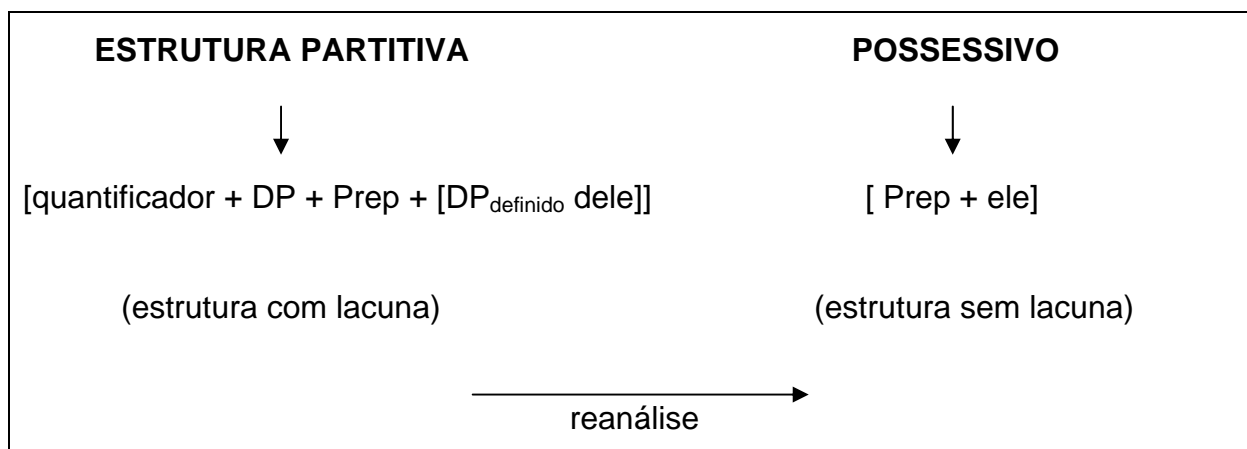 ESTRUTURA PARTITIVA POSSESSIVO
[quantificador + DP + Prep + [DPdefinido dele]] [ Prep + ele]
(estrutura com lacuna) (estrutura sem lacuna)
reanálise